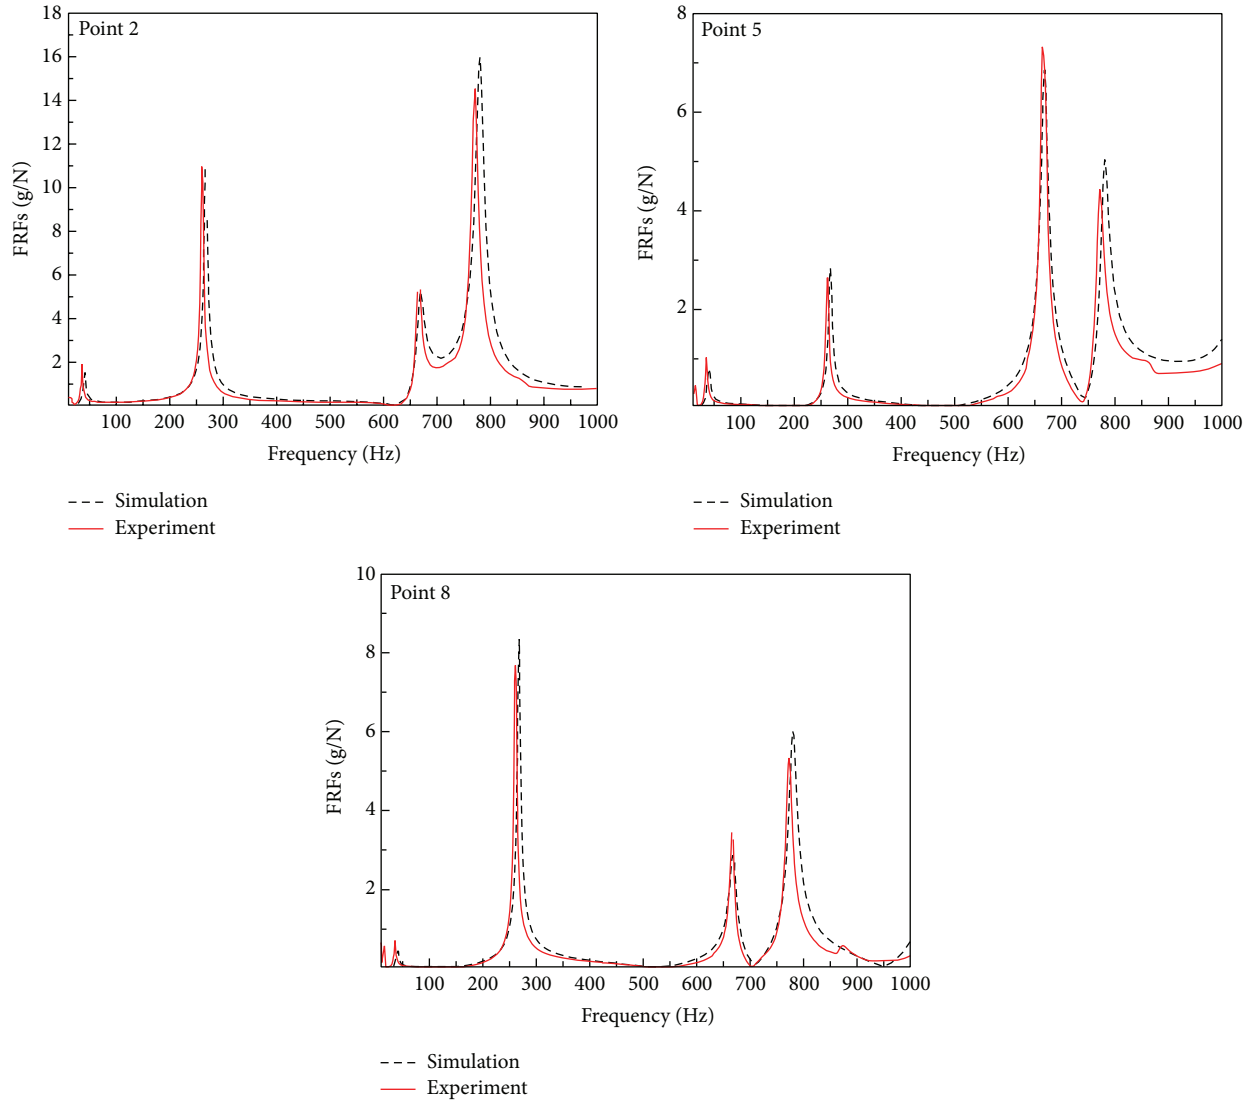 Point 2
18
16
14
12
10
8
6
4
2
FRFs (g/N)
100 200 300 400 500 600 700 800 900 1000
Frequency (Hz)
Simulation
Experiment
Point 5
8
6
4
2
FRFs (g/N)
100 200 300 400 500 600 700 800 900 1000
Frequency (Hz)
Simulation
Experiment
Point 8
10
8
6
4
2
FRFs (g/N)
100 200 300 400 500 600 700 800 900 1000
Frequency (Hz)
Simulation
Experiment